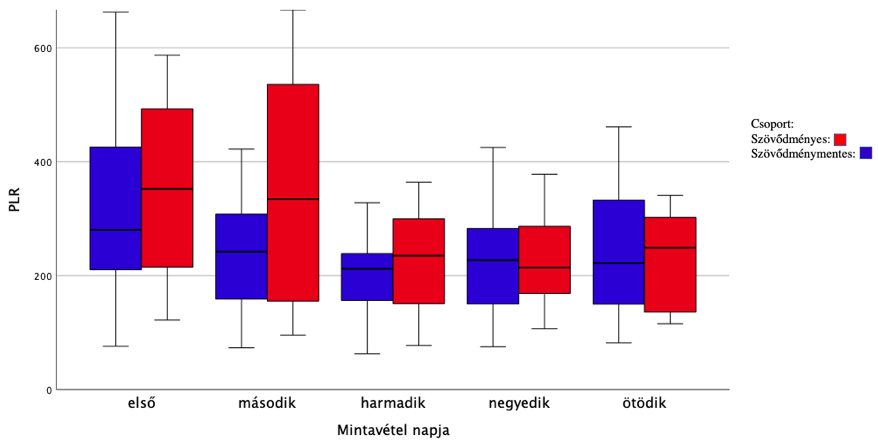 600
400
200
0
PLR
első
második
harmadik
negyedik
ötödik
Mintavétel napja
Csoport:
Szövődményes:
Szövődménymentes: